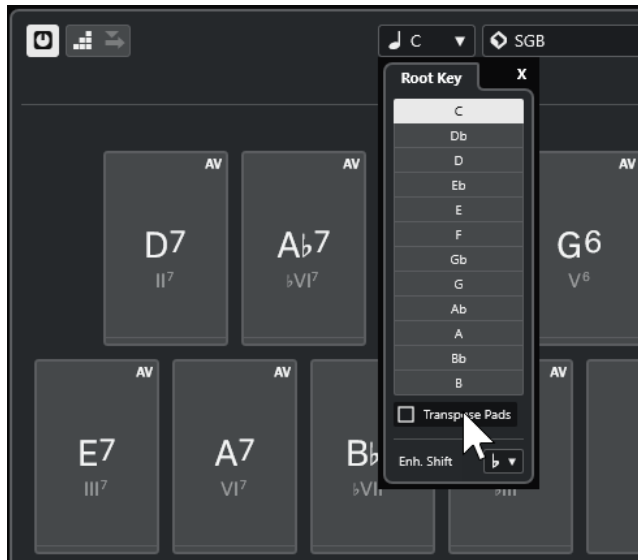 C
SGB
Root Key
X
C
Db
D
Eb
E
F
Gb
G
Ab
A
Bb
B
Transpose Pads
Enh. Shift ♭
AV
D7
II7
AV
A♭7
♭VI7
AV
G6
V6
AV
E7
III7
AV
A7
VI7
B♭
♭VII
AV
♭III